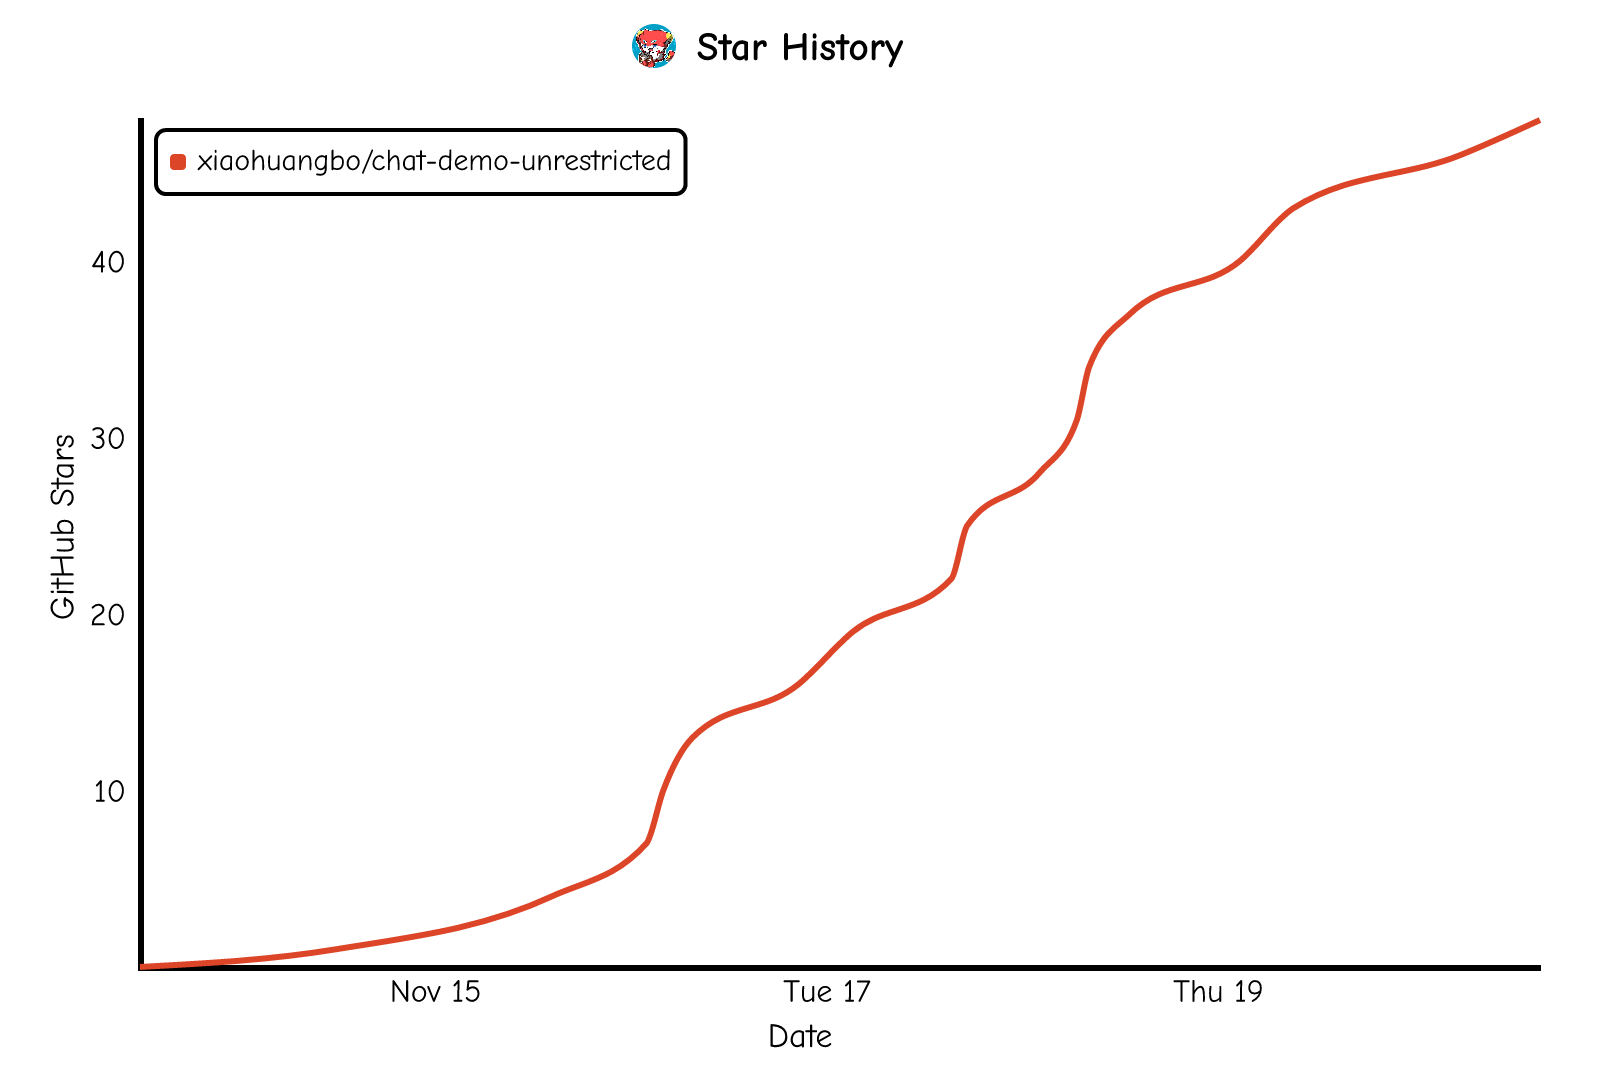 Star History
xiaohuangbo/chat-demo-unrestricted
40
30
20
10
GitHub Stars
Nov 15
Tue 17
Thu 19
Date